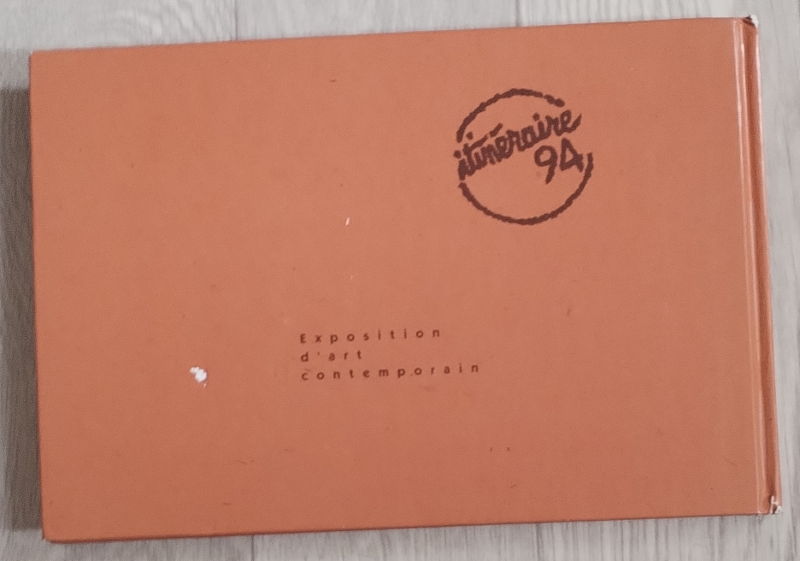 itinéraire
94
Exposition
d'art
contemporain